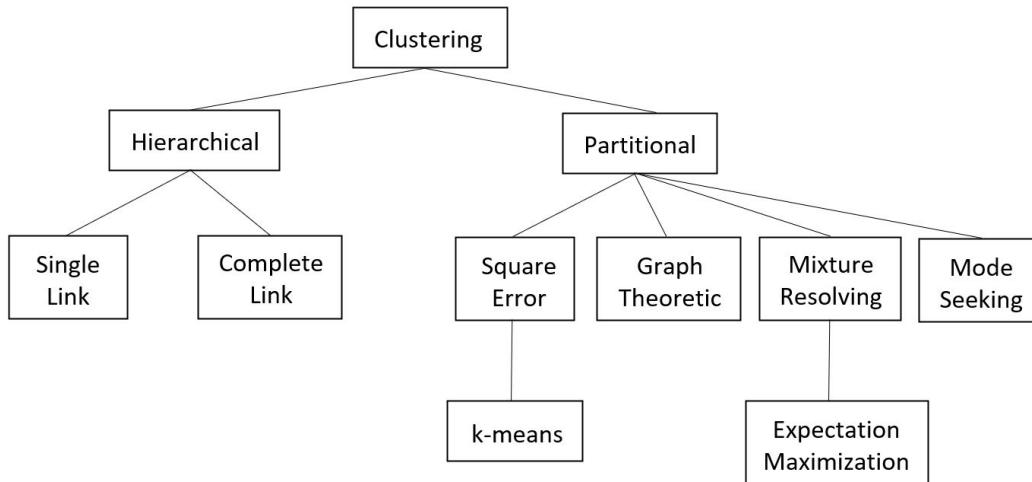 Clustering
Hierarchical
Partitional
Single
Link
Complete
Link
Square
Error
Graph
Theoretic
Mixture
Resolving
Mode
Seeking
k-means
Expectation
Maximization